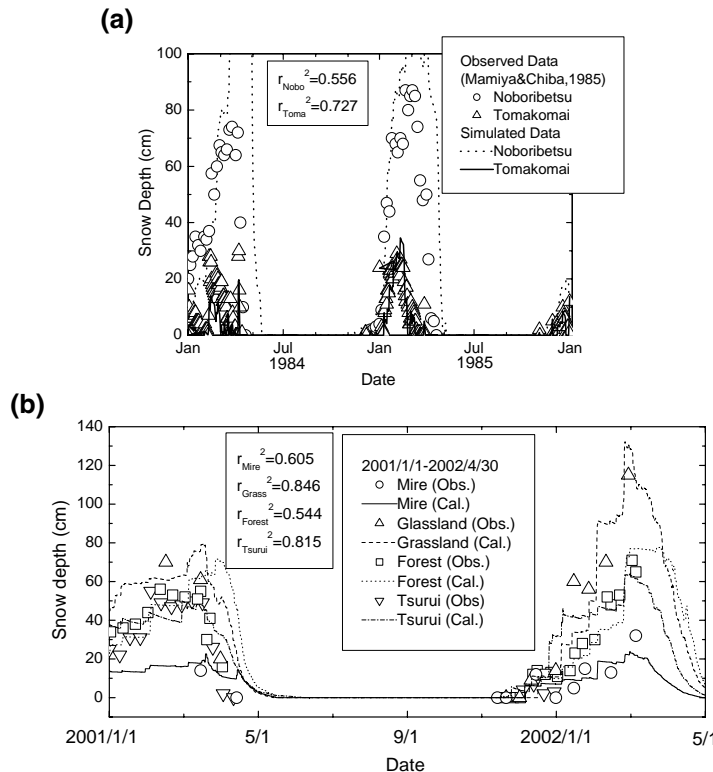 (a)
100
80
60
40
20
0
Snow Depth (cm)
r_Nobo^2=0.556
r_Toma^2=0.727
Observed Data
(Mamiya&Chiba,1985)
Noboribetsu
Tomakomai
Simulated Data
Noboribetsu
Tomakomai
Jan Jul Jan Jul Jan
1984 1985
Date
(b)
140
120
100
80
60
40
20
0
Snow depth (cm)
r_Mire^2=0.605
r_Grass^2=0.846
r_Forest^2=0.544
r_Tsurui^2=0.815
2001/1/1-2002/4/30
Mire (Obs.)
Mire (Cal.)
Glassland (Obs.)
Grassland (Cal.)
Forest (Obs.)
Forest (Cal.)
Tsurui (Obs)
Tsurui (Cal.)
2001/1/1 5/1 9/1 2002/1/1 5/1
Date